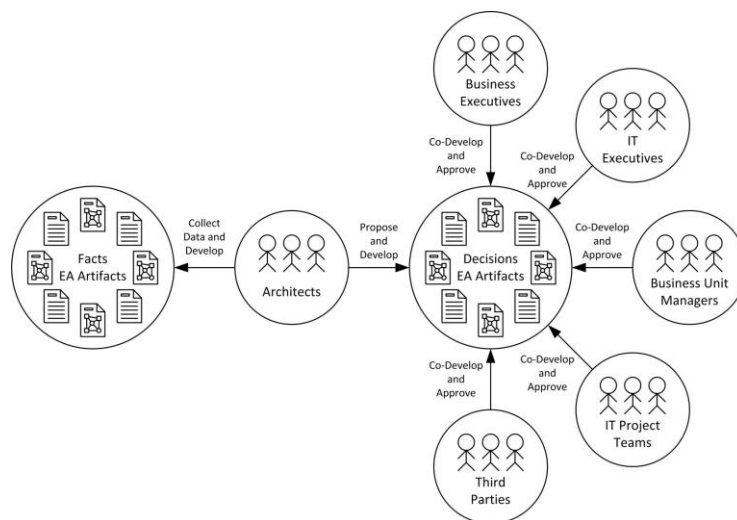 Business
Executives
Co-Develop
and
Approve
IT
Executives
Co-Develop
and
Approve
Facts
EA Artifacts
Collect
Data and
Develop
Architects
Propose
and
Develop
Decisions
EA Artifacts
Co-Develop
and
Approve
Business Unit
Managers
Co-Develop
and
Approve
Third
Parties
Co-Develop
and
Approve
IT Project
Teams